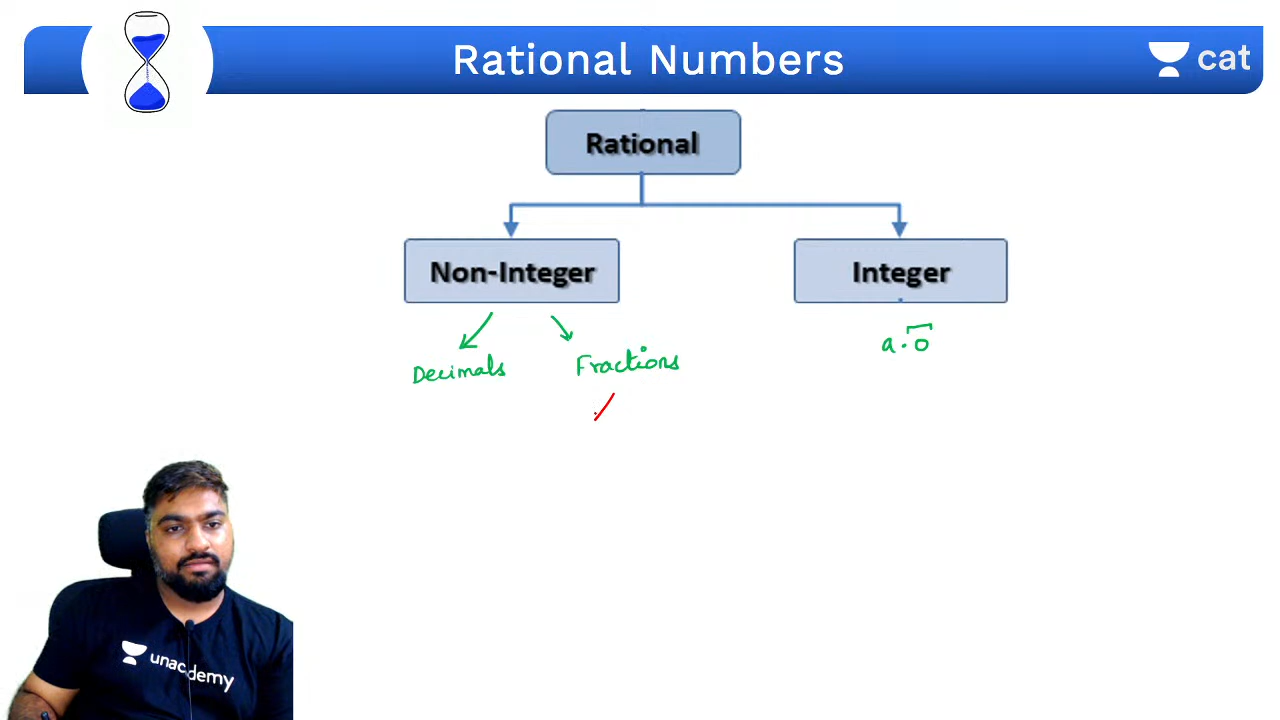 Rational Numbers
cat
Rational
Non-Integer
Integer
Decimals
Fractions
a.0
unacademy